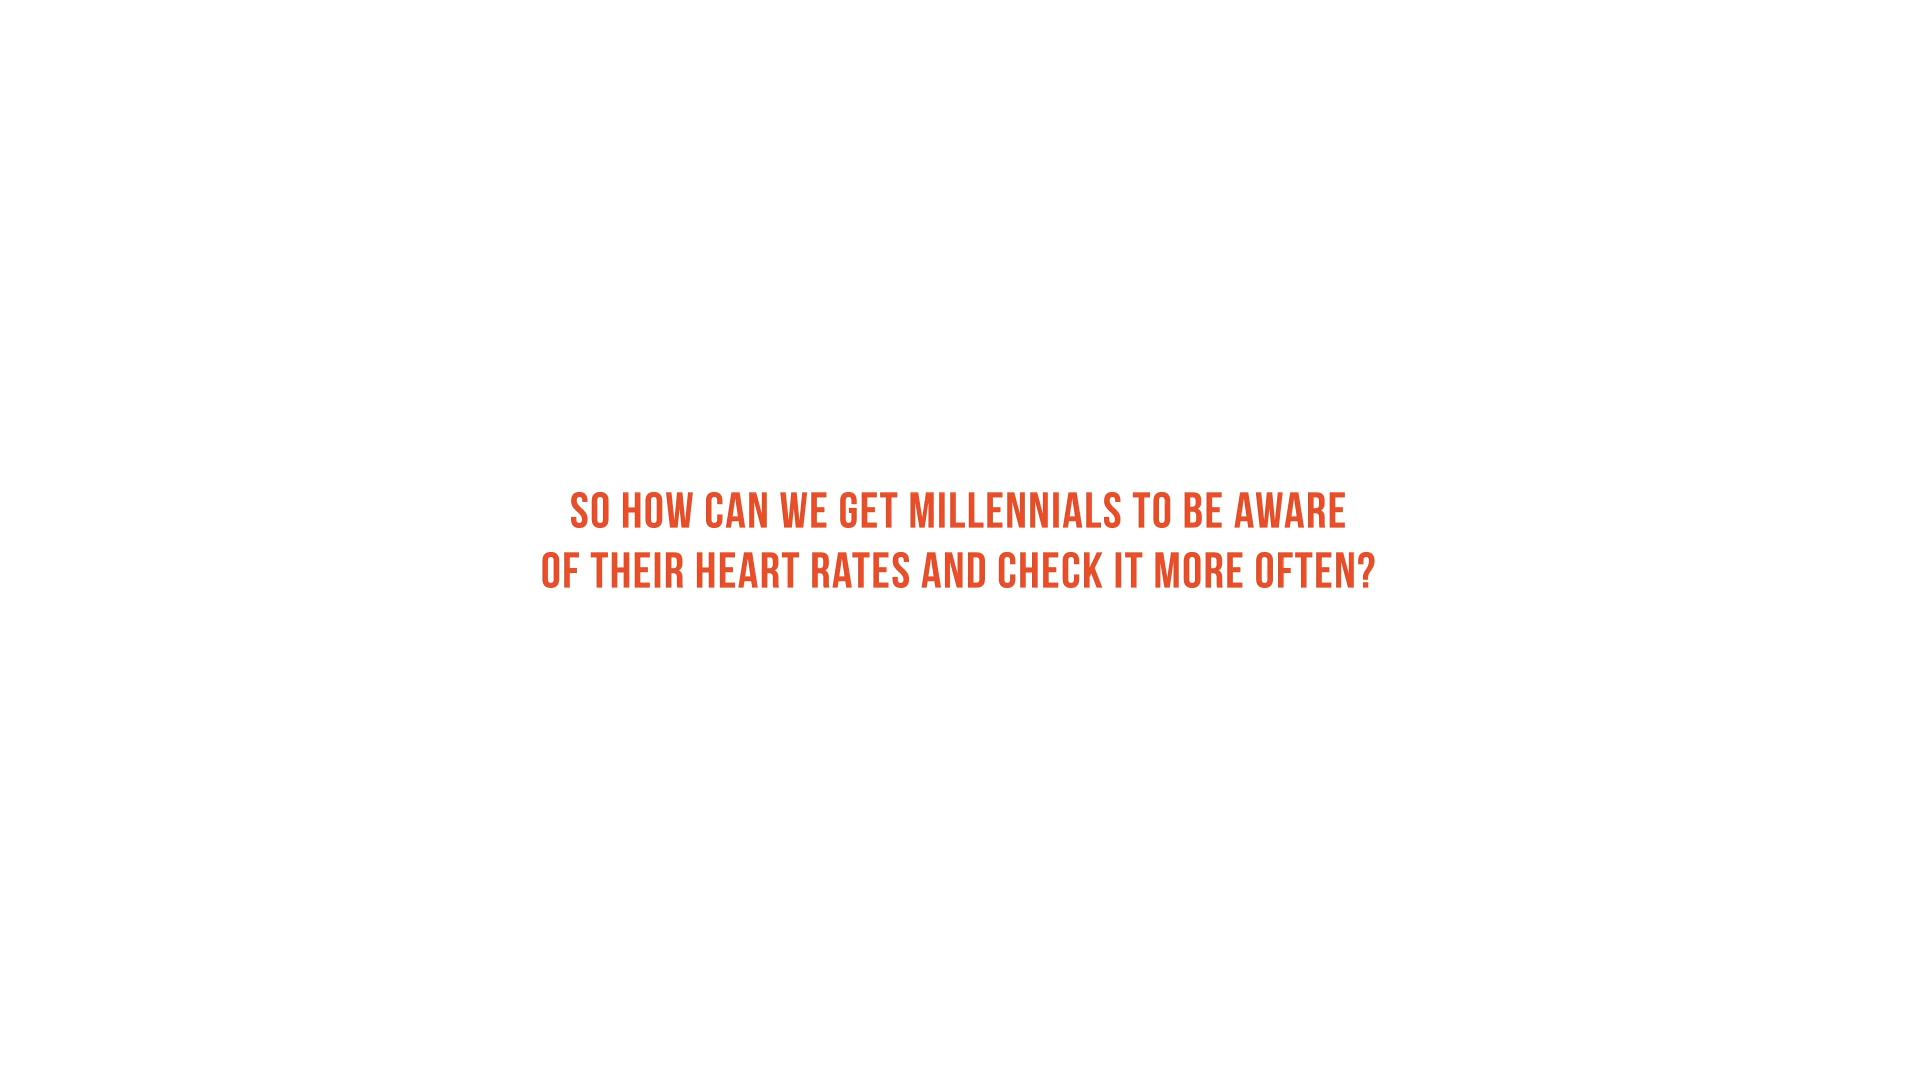 SO HOW CAN WE GET MILLENNIALS TO BE AWARE
OF THEIR HEART RATES AND CHECK IT MORE OFTEN?